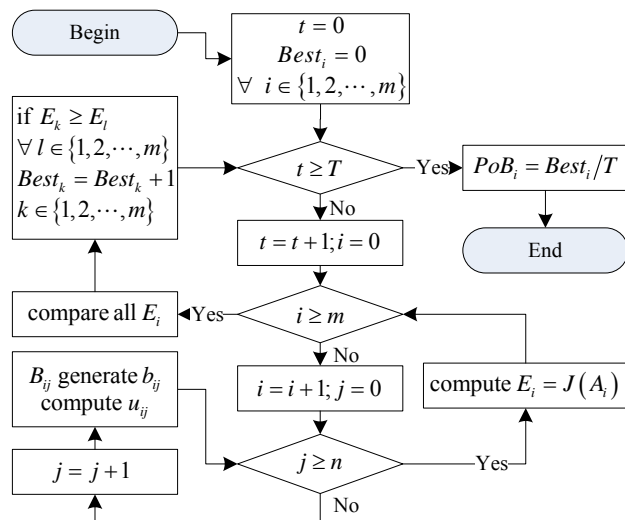 Begin
t = 0
Best_i = 0
∀ i ∈ {1, 2, ⋯, m}
if E_k ≥ E_l
∀ l ∈ {1, 2, ⋯, m}
Best_k = Best_k + 1
k ∈ {1, 2, ⋯, m}
t ≥ T
Yes
PoB_i = Best_i/T
No
t = t + 1; i = 0
End
compare all E_i
Yes
i ≥ m
No
B_ij generate b_ij
compute u_ij
i = i + 1; j = 0
compute E_i = J(A_i)
j = j + 1
j ≥ n
Yes
No